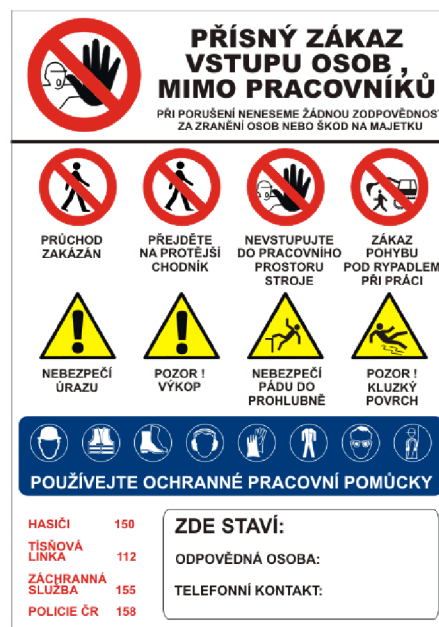 PŘÍSNÝ ZÁKAZ
VSTUPU OSOB ,
MIMO PRACOVNÍKŮ
PŘI PORUŠENÍ NENESEME ŽÁDNOU ZODPOVĚDNOST
ZA ZRANĚNÍ OSOB NEBO ŠKOD NA MAJETKU
PRŮCHOD
ZAKÁZÁN
PŘEJDĚTE
NA PROTĚJŠÍ
CHODNÍK
NEVSTUPUJTE
DO PRACOVNÍHO
PROSTORU
STROJE
ZÁKAZ
POHYBU
POD RYPADLEM
PŘI PRÁCI
NEBEZPEČÍ
ÚRAZU
POZOR !
VÝKOP
NEBEZPEČÍ
PÁDU DO
PROHLUBNĚ
POZOR !
KLUZKÝ
POVRCH
POUŽÍVEJTE OCHRANNÉ PRACOVNÍ POMŮCKY
HASIČI 150
TÍSŇOVÁ
LINKA 112
ZÁCHRANNÁ
SLUŽBA 155
POLICIE ČR 158
ZDE STAVÍ:
ODPOVĚDNÁ OSOBA:
TELEFONNÍ KONTAKT: